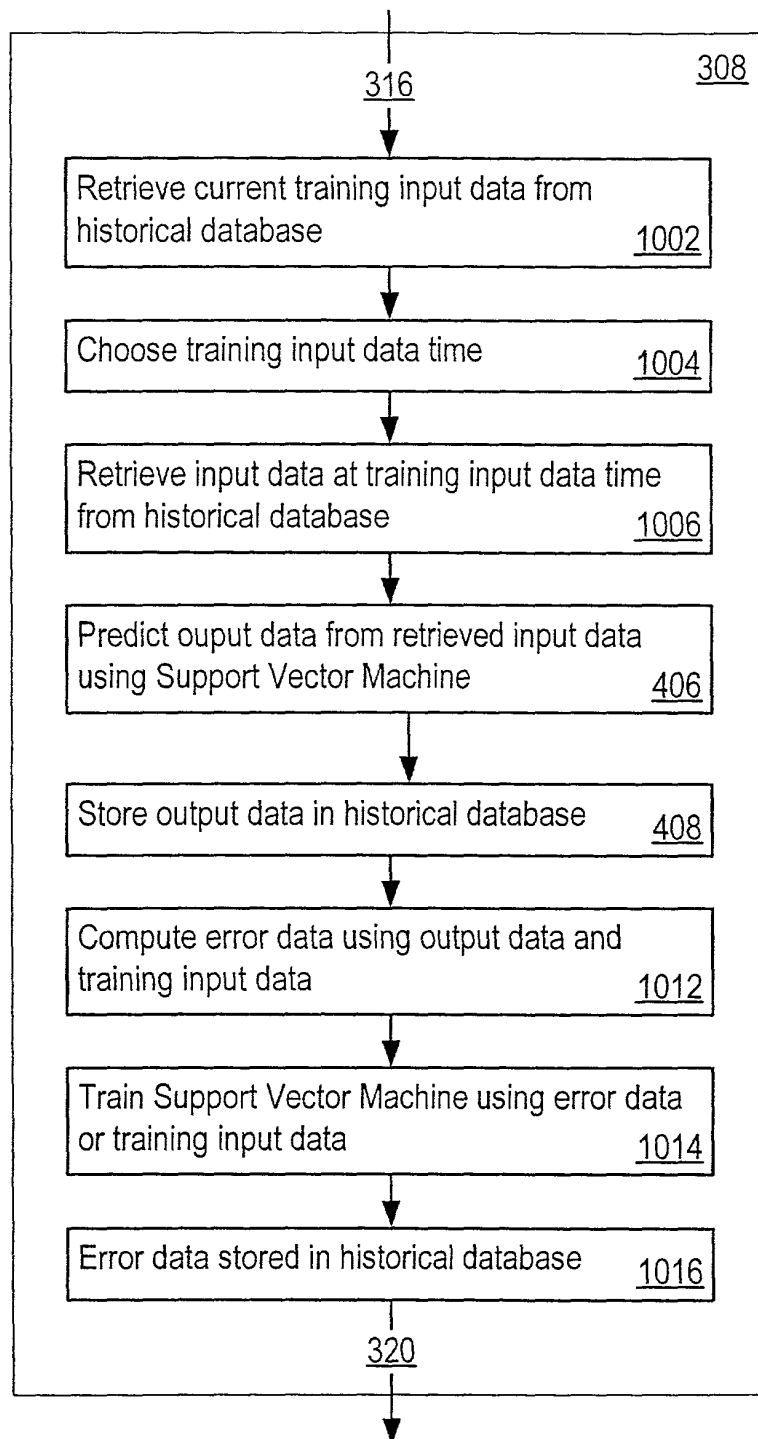 308
316
Retrieve current training input data from
historical database
1002
Choose training input data time
1004
Retrieve input data at training input data time
from historical database
1006
Predict ouput data from retrieved input data
using Support Vector Machine
406
Store output data in historical database
408
Compute error data using output data and
training input data
1012
Train Support Vector Machine using error data
or training input data
1014
Error data stored in historical database
1016
320